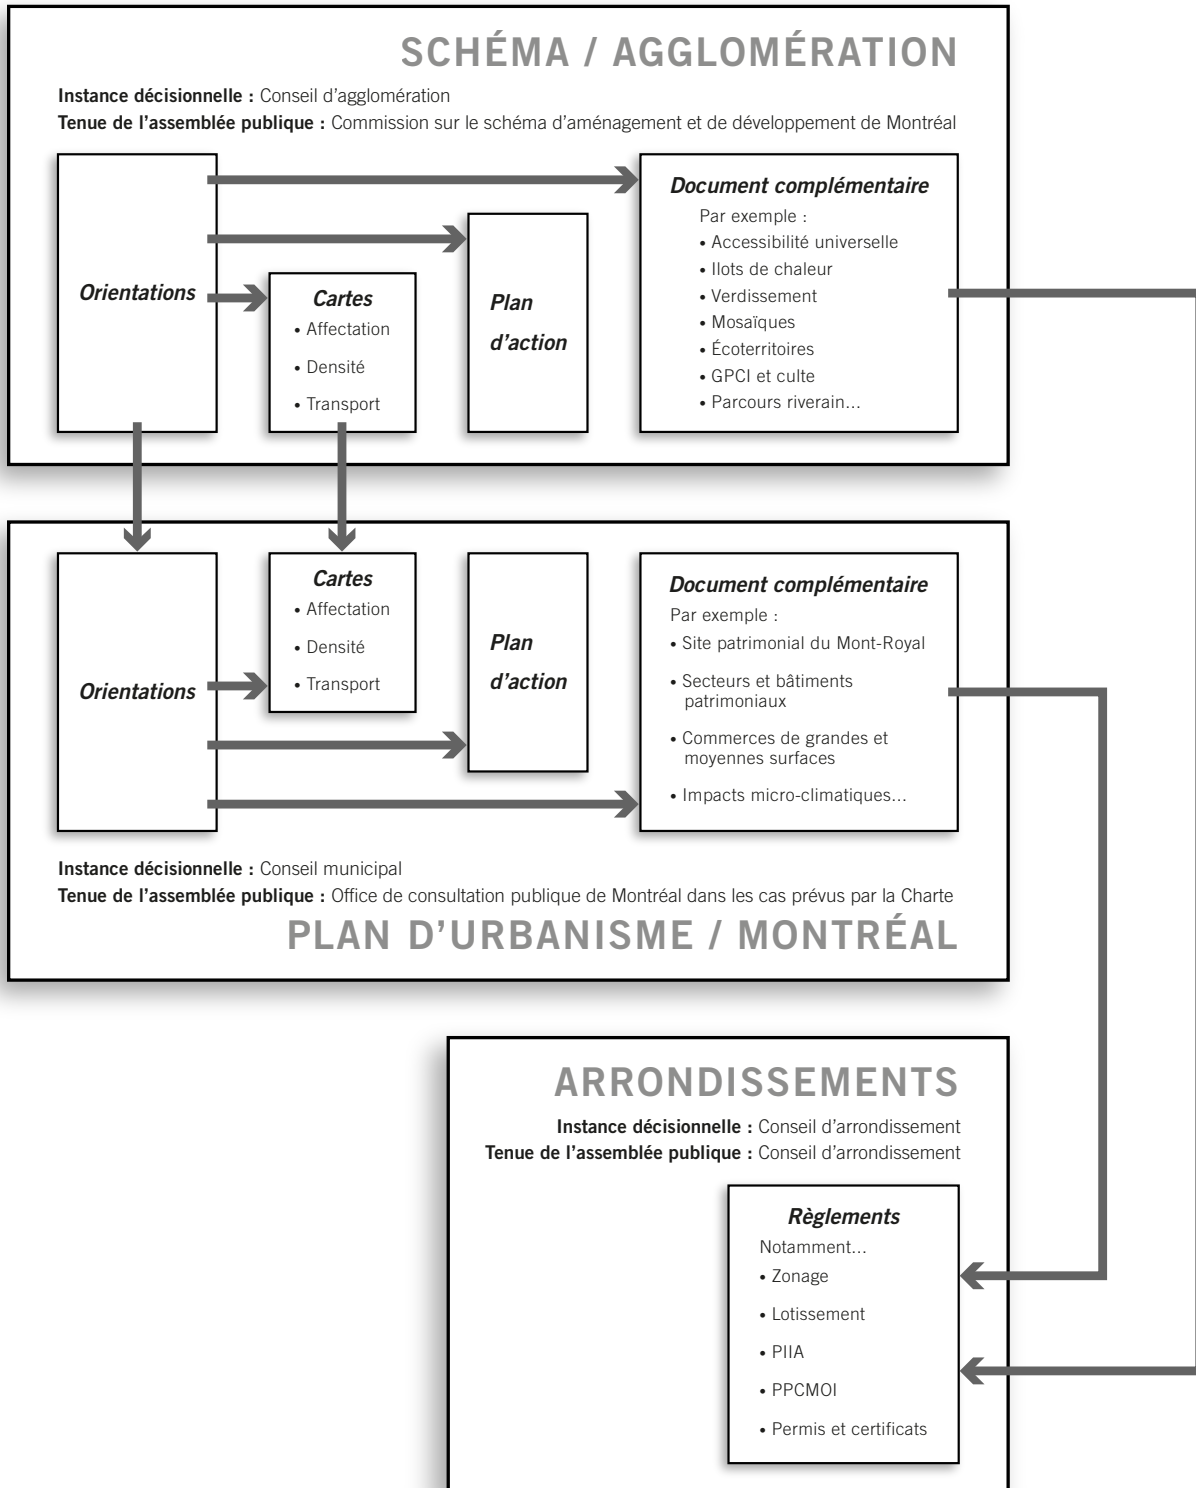 SCHÉMA / AGGLOMÉRATION
Instance décisionnelle : Conseil d’agglomération
Tenue de l’assemblée publique : Commission sur le schéma d’aménagement et de développement de Montréal
Orientations
Cartes
• Affectation
• Densité
• Transport
Plan
d’action
Document complémentaire
Par exemple :
• Accessibilité universelle
• Ilots de chaleur
• Verdissement
• Mosaïques
• Écoterritoires
• GPCI et culte
• Parcours riverain...
Orientations
Cartes
• Affectation
• Densité
• Transport
Plan
d’action
Document complémentaire
Par exemple :
• Site patrimonial du Mont-Royal
• Secteurs et bâtiments
patrimoniaux
• Commerces de grandes et
moyennes surfaces
• Impacts micro-climatiques...
Instance décisionnelle : Conseil municipal
Tenue de l’assemblée publique : Office de consultation publique de Montréal dans les cas prévus par la Charte
PLAN D’URBANISME / MONTRÉAL
ARRONDISSEMENTS
Instance décisionnelle : Conseil d’arrondissement
Tenue de l’assemblée publique : Conseil d’arrondissement
Règlements
Notamment...
• Zonage
• Lotissement
• PIIA
• PPCMOI
• Permis et certificats